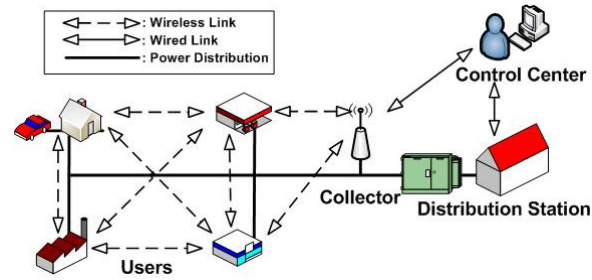 : Wireless Link
: Wired Link
: Power Distribution
Control Center
Collector
Distribution Station
Users